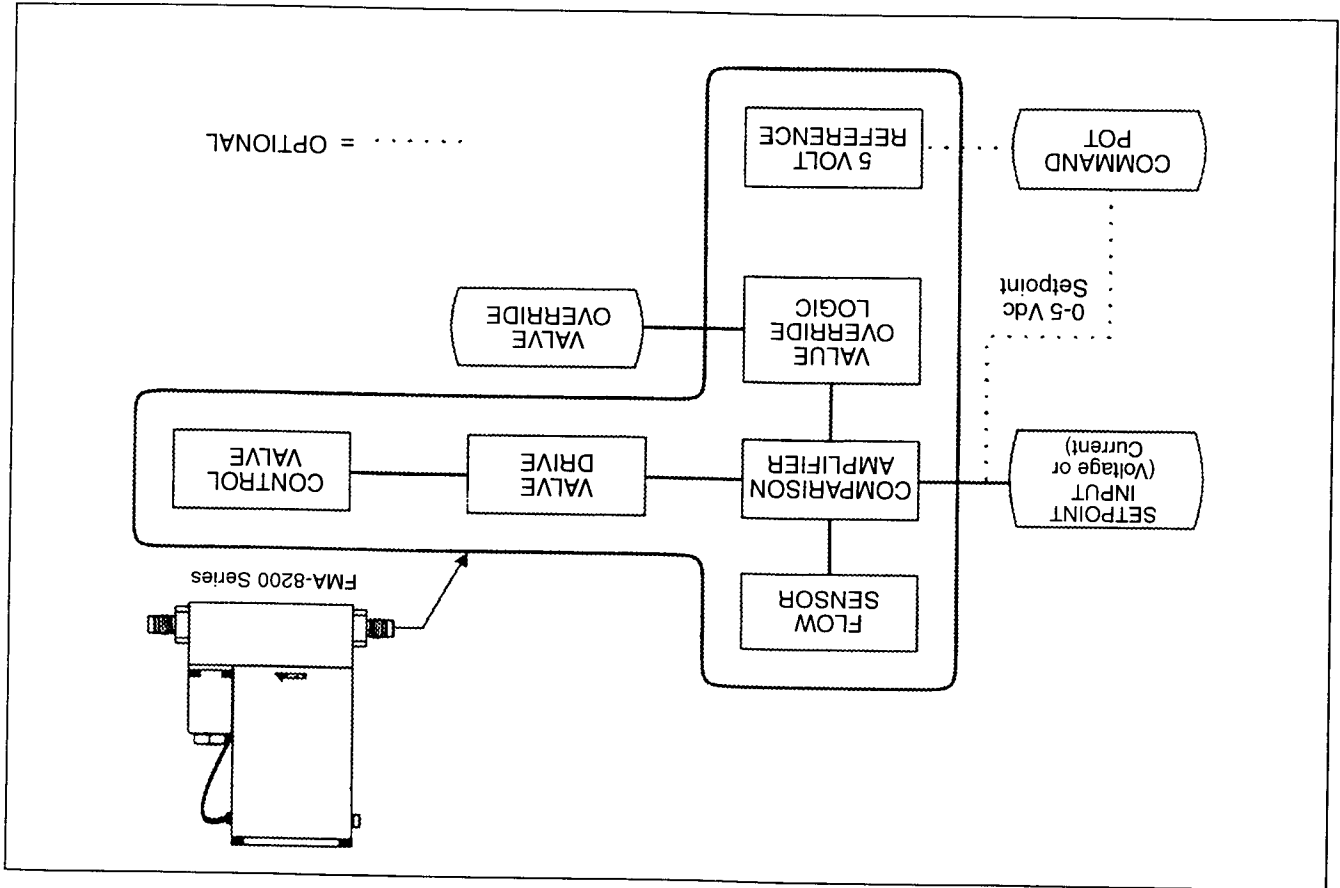 FMA-8200 Series
FLOW
SENSOR
SETPOINT
INPUT
(Voltage or
Current)
COMPARISON
AMPLIFIER
VALVE
DRIVE
CONTROL
VALVE
0-5 Vdc
Setpoint
VALUE
OVERRIDE
LOGIC
VALVE
OVERRIDE
COMMAND
POT
5 VOLT
REFERENCE
...... = OPTIONAL